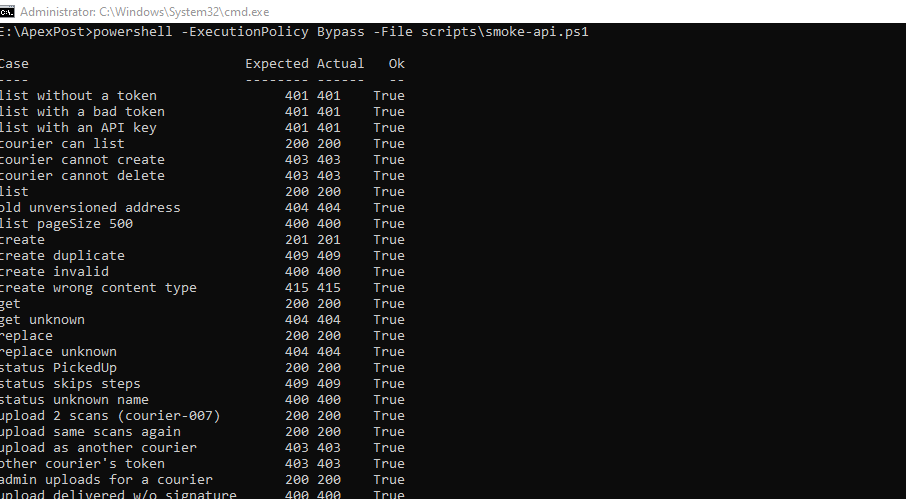 Administrator: C:\Windows\System32\cmd.exe
E:\ApexPost>powershell -ExecutionPolicy Bypass -File scripts\smoke-api.ps1
Case Expected Actual Ok
---- -------- ------ --
list without a token 401 401 True
list with a bad token 401 401 True
list with an API key 401 401 True
courier can list 200 200 True
courier cannot create 403 403 True
courier cannot delete 403 403 True
list 200 200 True
old unversioned address 404 404 True
list pageSize 500 400 400 True
create 201 201 True
create duplicate 409 409 True
create invalid 400 400 True
create wrong content type 415 415 True
get 200 200 True
get unknown 404 404 True
replace 200 200 True
replace unknown 404 404 True
status PickedUp 200 200 True
status skips steps 409 409 True
status unknown name 400 400 True
upload 2 scans (courier-007) 200 200 True
upload same scans again 200 200 True
upload as another courier 403 403 True
other courier's token 403 403 True
admin uploads for a courier 200 200 True
upload delivered w/o signature 400 400 True